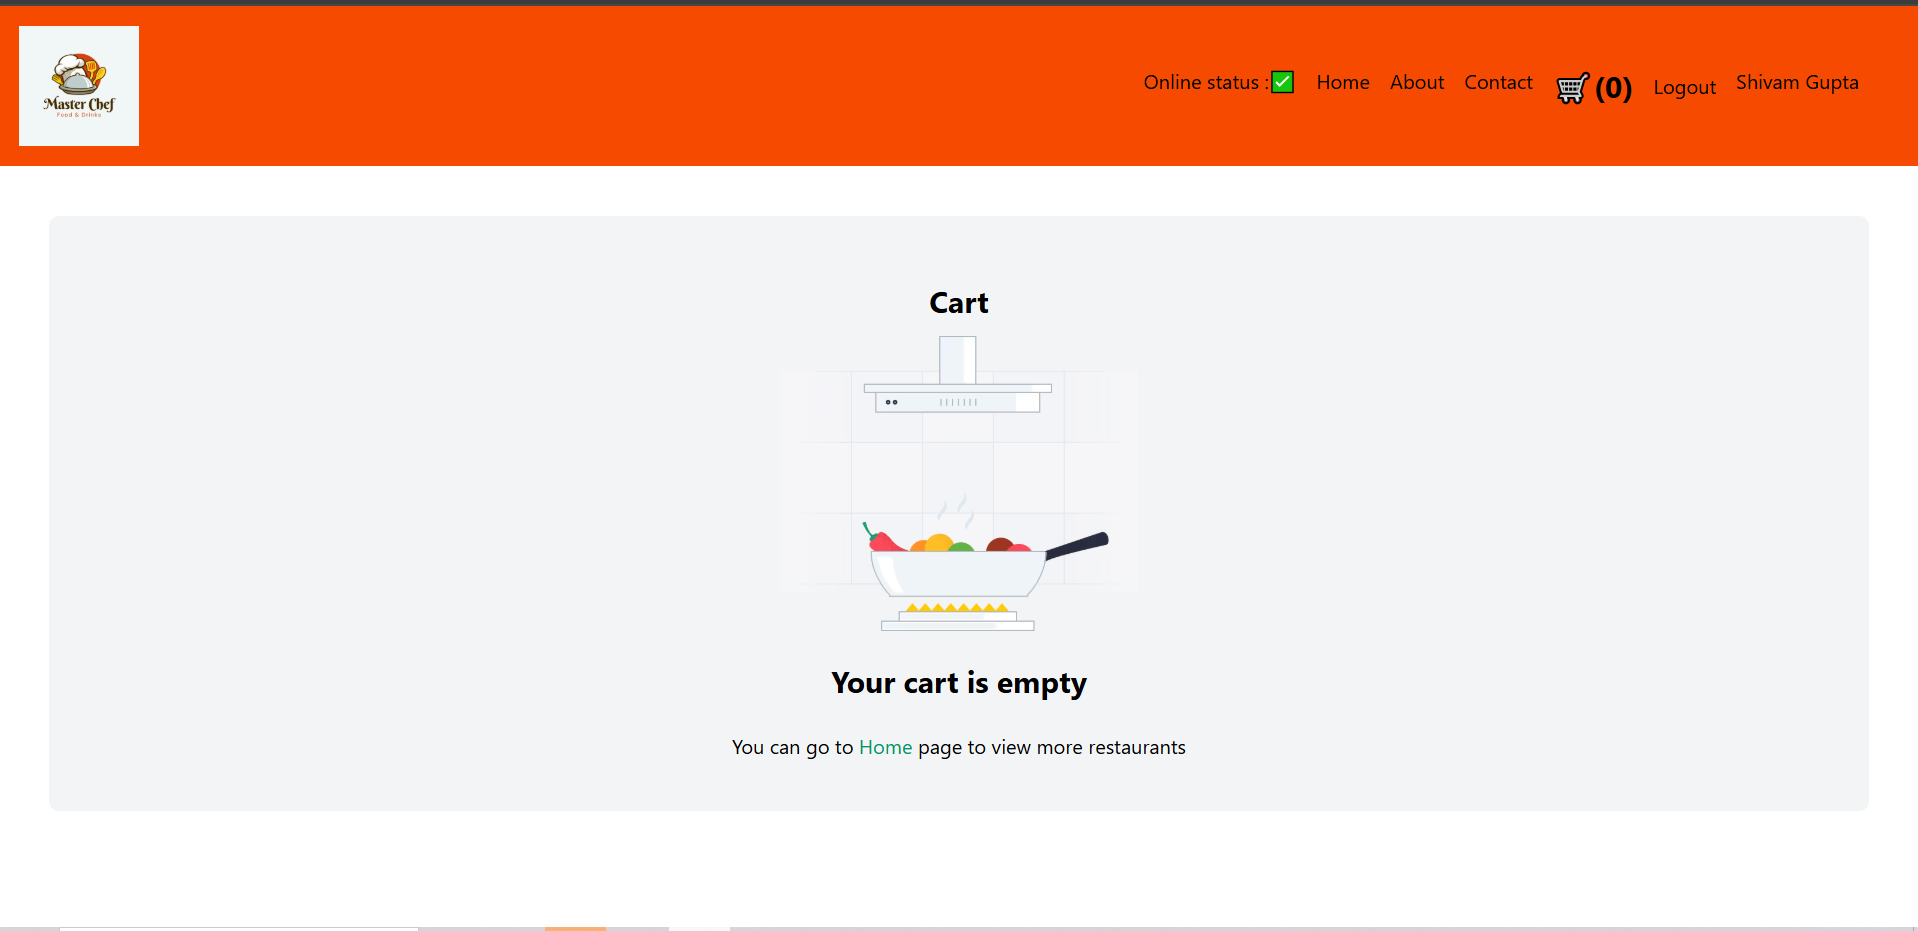 Master Chef
Food & Drinks
Online status :✅ Home About Contact 🛒 (0) Logout Shivam Gupta
Cart
Your cart is empty
You can go to Home page to view more restaurants